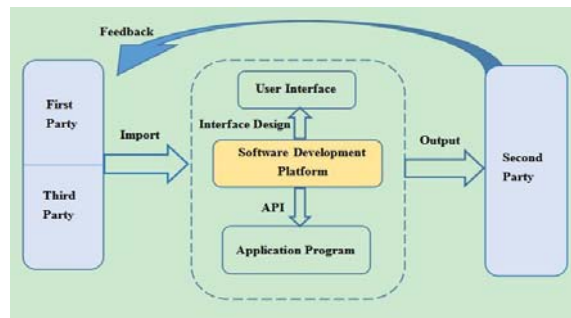 Feedback
First
Party
Third
Party
Import
User Interface
Interface Design
Software Development
Platform
API
Application Program
Output
Second
Party